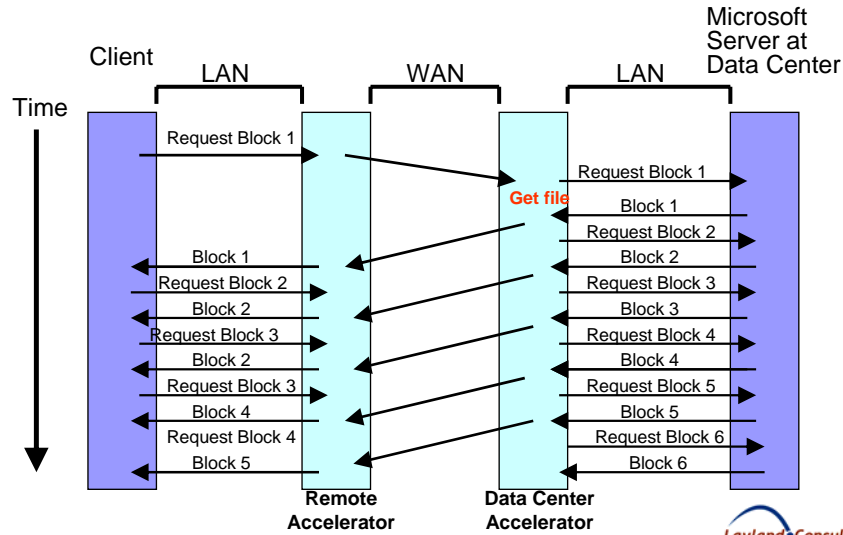 Microsoft
Server at
Data Center
Client
LAN
WAN
LAN
Time
Request Block 1
Request Block 1
Get file
Block 1
Request Block 2
Block 1
Block 2
Request Block 2
Request Block 3
Block 2
Block 3
Request Block 3
Request Block 4
Block 2
Block 4
Request Block 3
Request Block 5
Block 4
Block 5
Request Block 4
Request Block 6
Block 5
Block 6
Remote
Accelerator
Data Center
Accelerator